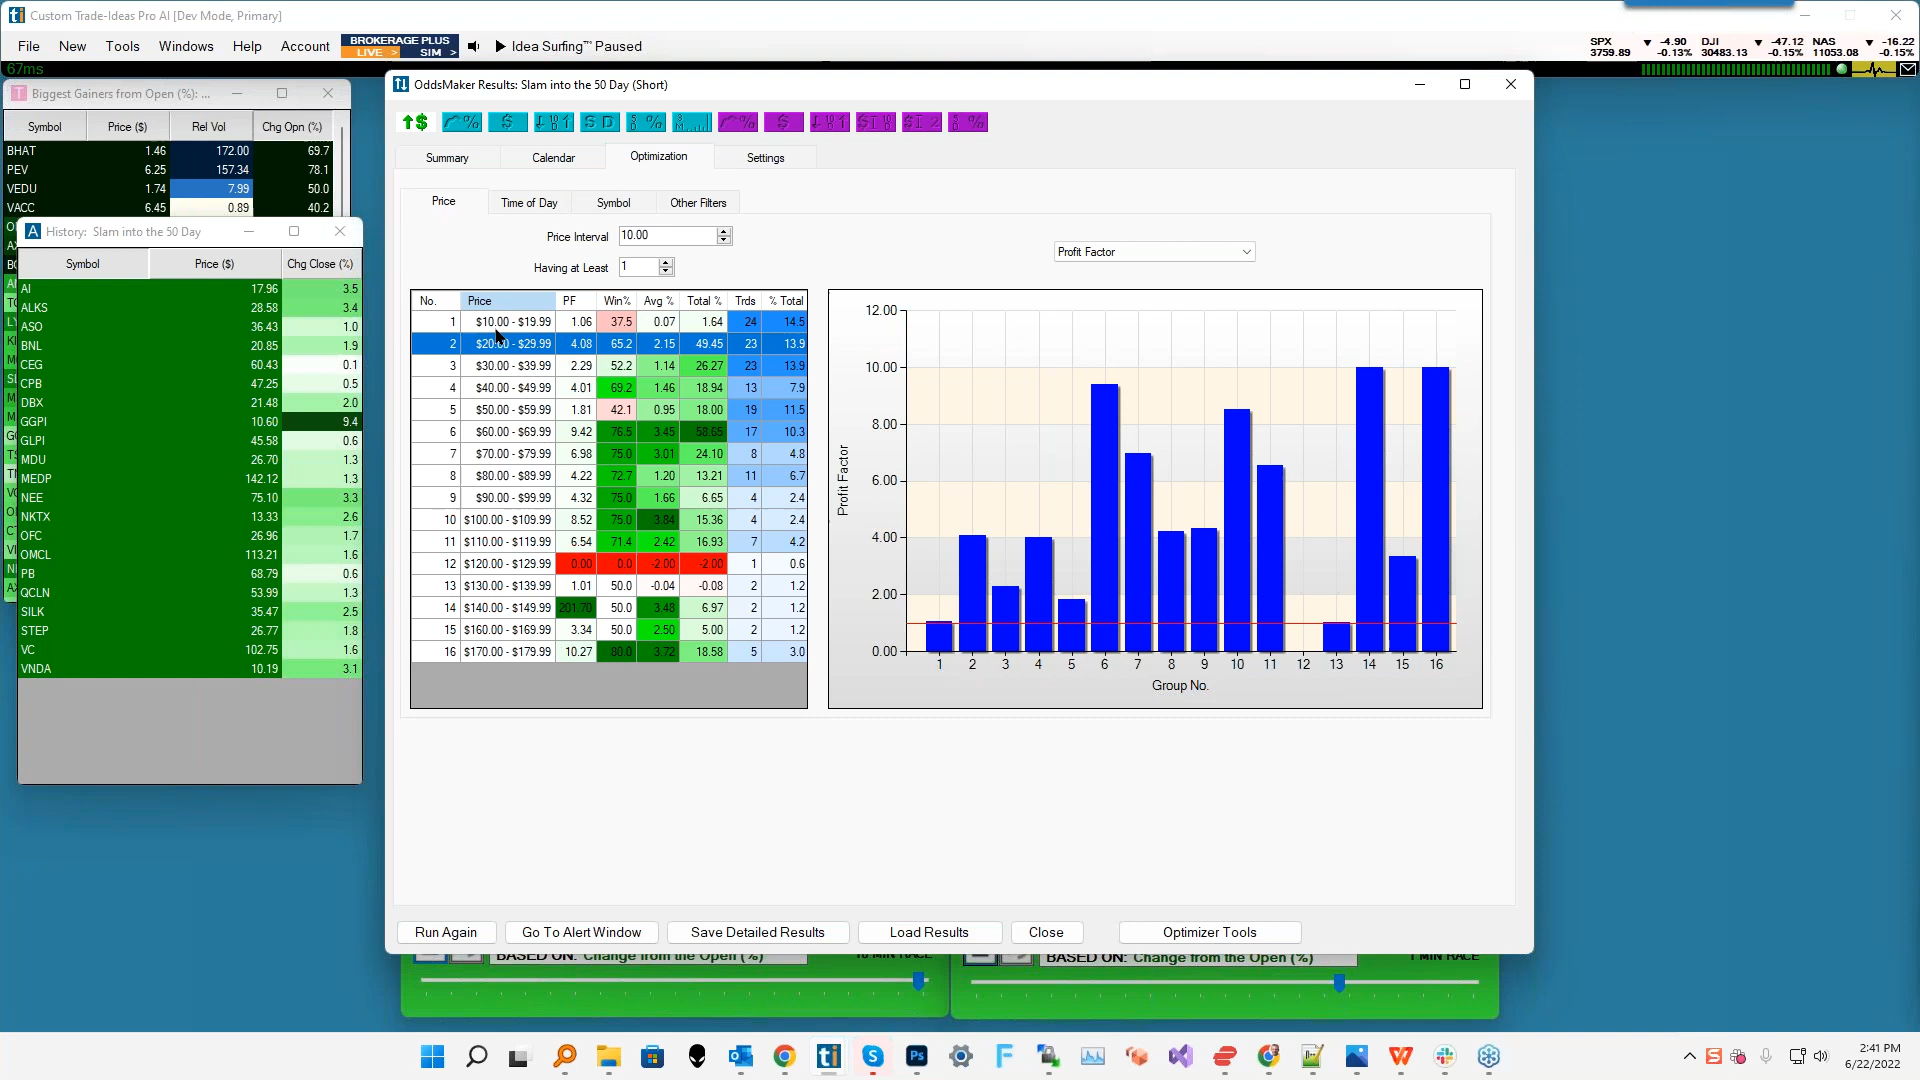 Custom Trade-Ideas Pro AI [Dev Mode, Primary]
File New Tools Windows Help Account BROKERAGE PLUS LIVE > SIM > Idea Surfing™ Paused
SPX -4.90 DJI -47.12 NAS -16.22
3759.89 -0.13% 30483.13 -0.15% 11053.08 -0.15%
67ms
Biggest Gainers from Open (%): ...
Symbol Price ($) Rel Vol Chg Opn (%)
BHAT 1.46 172.00 69.7
PEV 6.25 157.34 78.1
VEDU 1.74 7.99 50.0
VACC 6.45 0.89 40.2
History: Slam into the 50 Day
Symbol Price ($) Chg Close (%)
AI 17.96 3.5
ALKS 28.58 3.4
ASO 36.43 1.0
BNL 20.85 1.9
CEG 60.43 0.1
CPB 47.25 0.5
DBX 21.48 2.0
GGPI 10.60 9.4
GLPI 45.58 0.6
MDU 26.70 1.3
MEDP 142.12 1.3
NEE 75.10 3.3
NKTX 13.33 2.6
OFC 26.96 1.7
OMCL 113.21 1.6
PB 68.79 0.6
QCLN 53.99 1.3
SILK 35.47 2.5
STEP 26.77 1.8
VC 102.75 1.6
VNDA 10.19 3.1
OddsMaker Results: Slam into the 50 Day (Short)
Summary Calendar Optimization Settings
Price Time of Day Symbol Other Filters
Price Interval 10.00
Having at Least 1
Profit Factor
No. Price PF Win% Avg % Total % Trds % Total
1 $10.00 - $19.99 1.06 37.5 0.07 1.64 24 14.5
2 $20.00 - $29.99 4.08 65.2 2.15 49.45 23 13.9
3 $30.00 - $39.99 2.29 52.2 1.14 26.27 23 13.9
4 $40.00 - $49.99 4.01 69.2 1.46 18.94 13 7.9
5 $50.00 - $59.99 1.81 42.1 0.95 18.00 19 11.5
6 $60.00 - $69.99 9.42 76.5 3.45 58.65 17 10.3
7 $70.00 - $79.99 6.98 75.0 3.01 24.10 8 4.8
8 $80.00 - $89.99 4.22 72.7 1.20 13.21 11 6.7
9 $90.00 - $99.99 4.32 75.0 1.66 6.65 4 2.4
10 $100.00 - $109.99 8.52 75.0 3.84 15.36 4 2.4
11 $110.00 - $119.99 6.54 71.4 2.42 16.93 7 4.2
12 $120.00 - $129.99 0.00 0.0 -2.00 -2.00 1 0.6
13 $130.00 - $139.99 1.01 50.0 -0.04 -0.08 2 1.2
14 $140.00 - $149.99 201.70 50.0 3.48 6.97 2 1.2
15 $160.00 - $169.99 3.34 50.0 2.50 5.00 2 1.2
16 $170.00 - $179.99 10.27 80.0 3.72 18.58 5 3.0
12.00
10.00
8.00
6.00
4.00
2.00
0.00
Profit Factor
1 2 3 4 5 6 7 8 9 10 11 12 13 14 15 16
Group No.
Run Again Go To Alert Window Save Detailed Results Load Results Close Optimizer Tools
BASED ON: Change from the Open (%)
BASED ON: Change from the Open (%) 1 MIN RACE
2:41 PM
6/22/2022